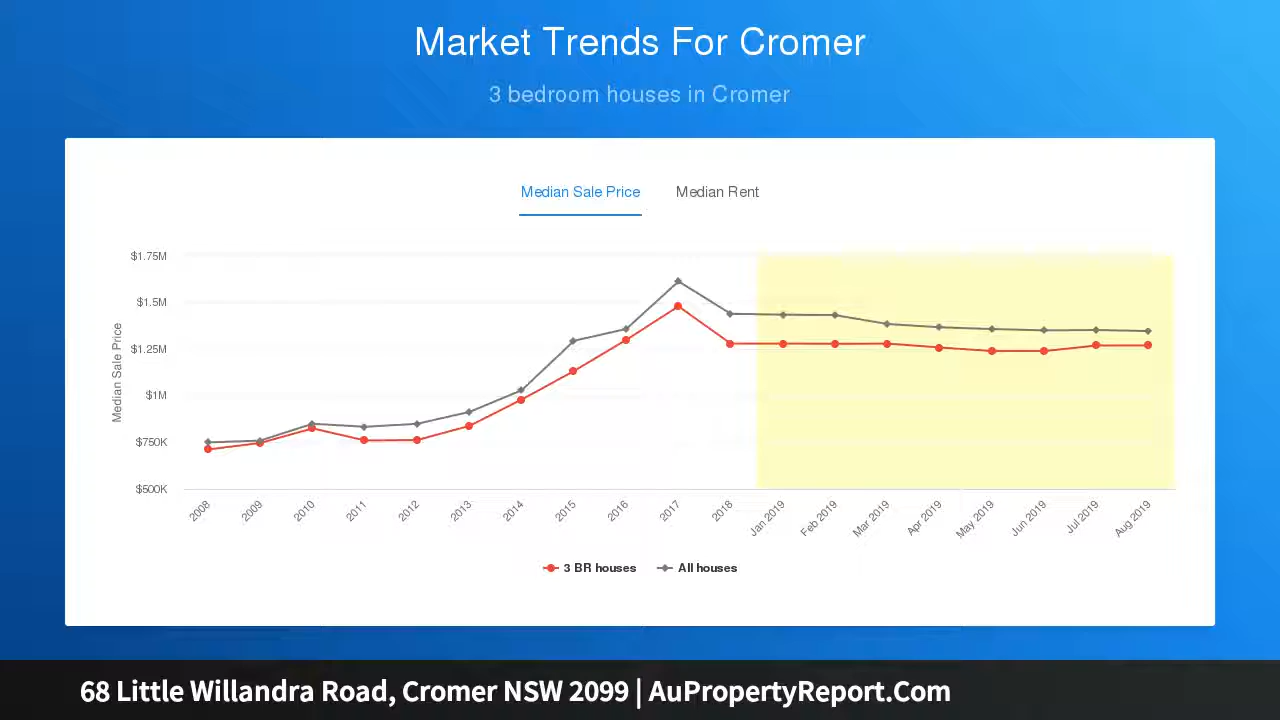 Market Trends For Cromer
3 bedroom houses in Cromer
Median Sale Price Median Rent
$1.75M
$1.5M
$1.25M
$1M
$750K
$500K
Median Sale Price
2008 2009 2010 2011 2012 2013 2014 2015 2016 2017 2018 Jan 2019 Feb 2019 Mar 2019 Apr 2019 May 2019 Jun 2019 Jul 2019 Aug 2019
3 BR houses All houses
68 Little Willandra Road, Cromer NSW 2099 | AuPropertyReport.Com